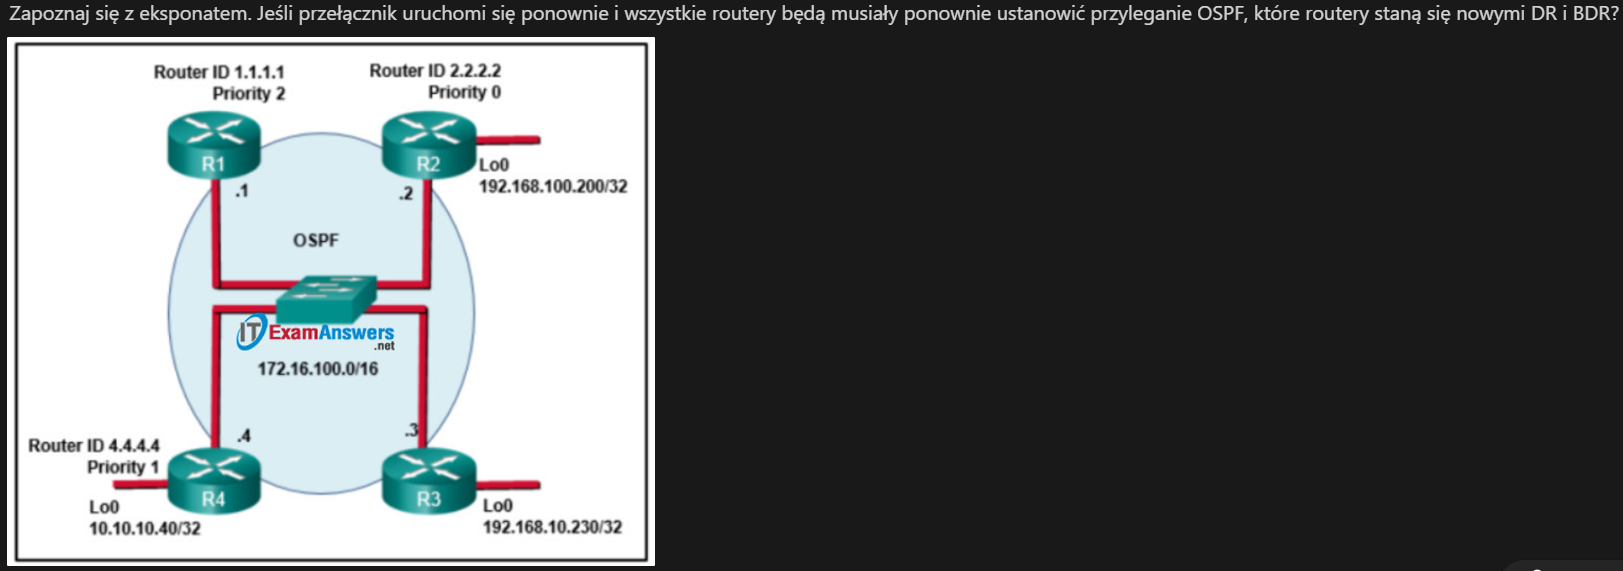 Zapoznaj się z eksponatem. Jeśli przełącznik uruchomi się ponownie i wszystkie routery będą musiały ponownie ustanowić przyleganie OSPF, które routery staną się nowymi DR i BDR?
Router ID 1.1.1.1
Priority 2
Router ID 2.2.2.2
Priority 0
R1
R2
Lo0
192.168.100.200/32
.1
.2
OSPF
ITExamAnswers
.net
172.16.100.0/16
.4
.3
Router ID 4.4.4.4
Priority 1
R4
R3
Lo0
10.10.10.40/32
Lo0
192.168.10.230/32